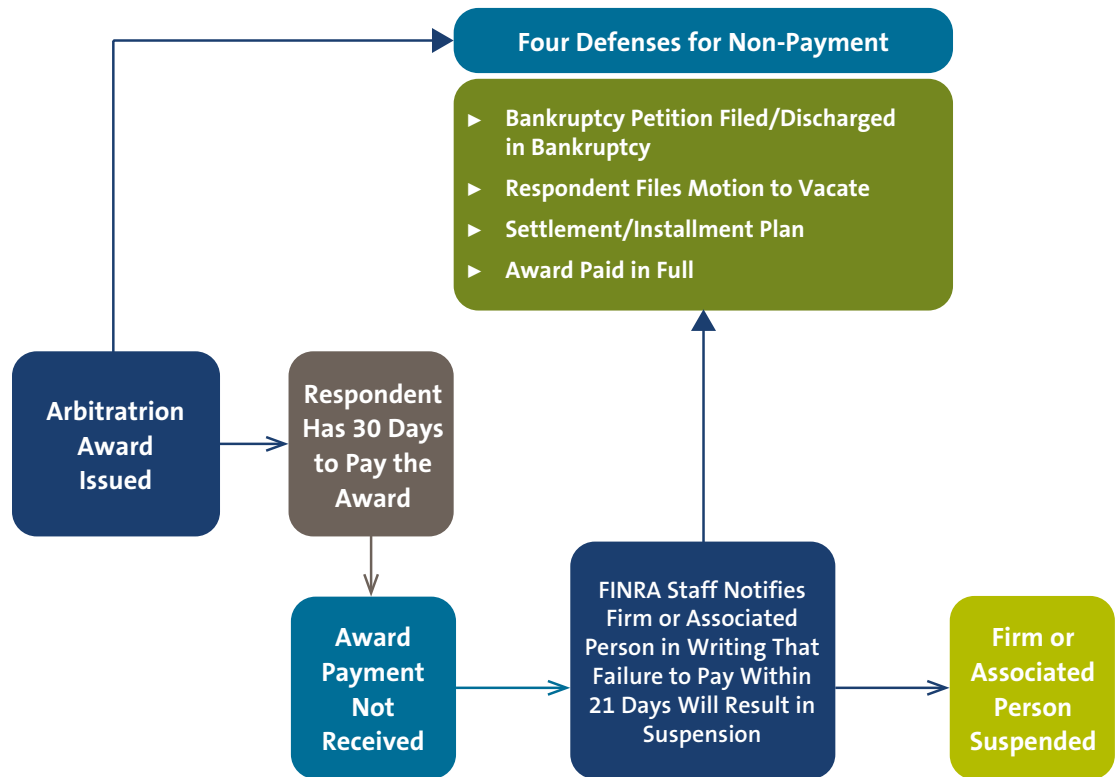 Four Defenses for Non-Payment
► Bankruptcy Petition Filed/Discharged
in Bankruptcy
► Respondent Files Motion to Vacate
► Settlement/Installment Plan
► Award Paid in Full
Arbitratrion
Award
Issued
Respondent
Has 30 Days
to Pay the
Award
Award
Payment
Not
Received
FINRA Staff Notifies
Firm or Associated
Person in Writing That
Failure to Pay Within
21 Days Will Result in
Suspension
Firm or
Associated
Person
Suspended